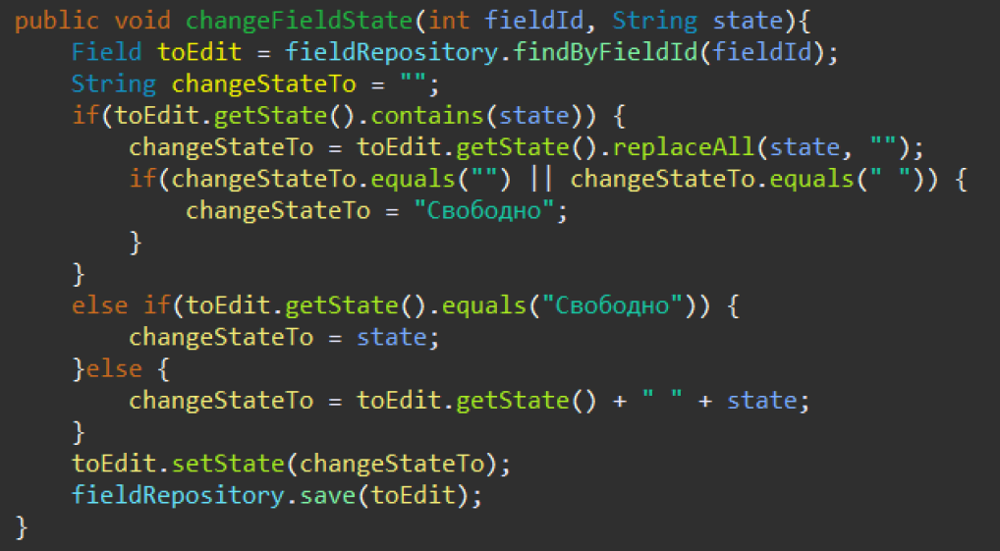 public void changeFieldState(int fieldId, String state){
    Field toEdit = fieldRepository.findByFieldId(fieldId);
    String changeStateTo = "";
    if(toEdit.getState().contains(state)) {
        changeStateTo = toEdit.getState().replaceAll(state, "");
        if(changeStateTo.equals("") || changeStateTo.equals(" ")) {
            changeStateTo = "Свободно";
        }
    }
    else if(toEdit.getState().equals("Свободно")) {
        changeStateTo = state;
    }else {
        changeStateTo = toEdit.getState() + " " + state;
    }
    toEdit.setState(changeStateTo);
    fieldRepository.save(toEdit);
}